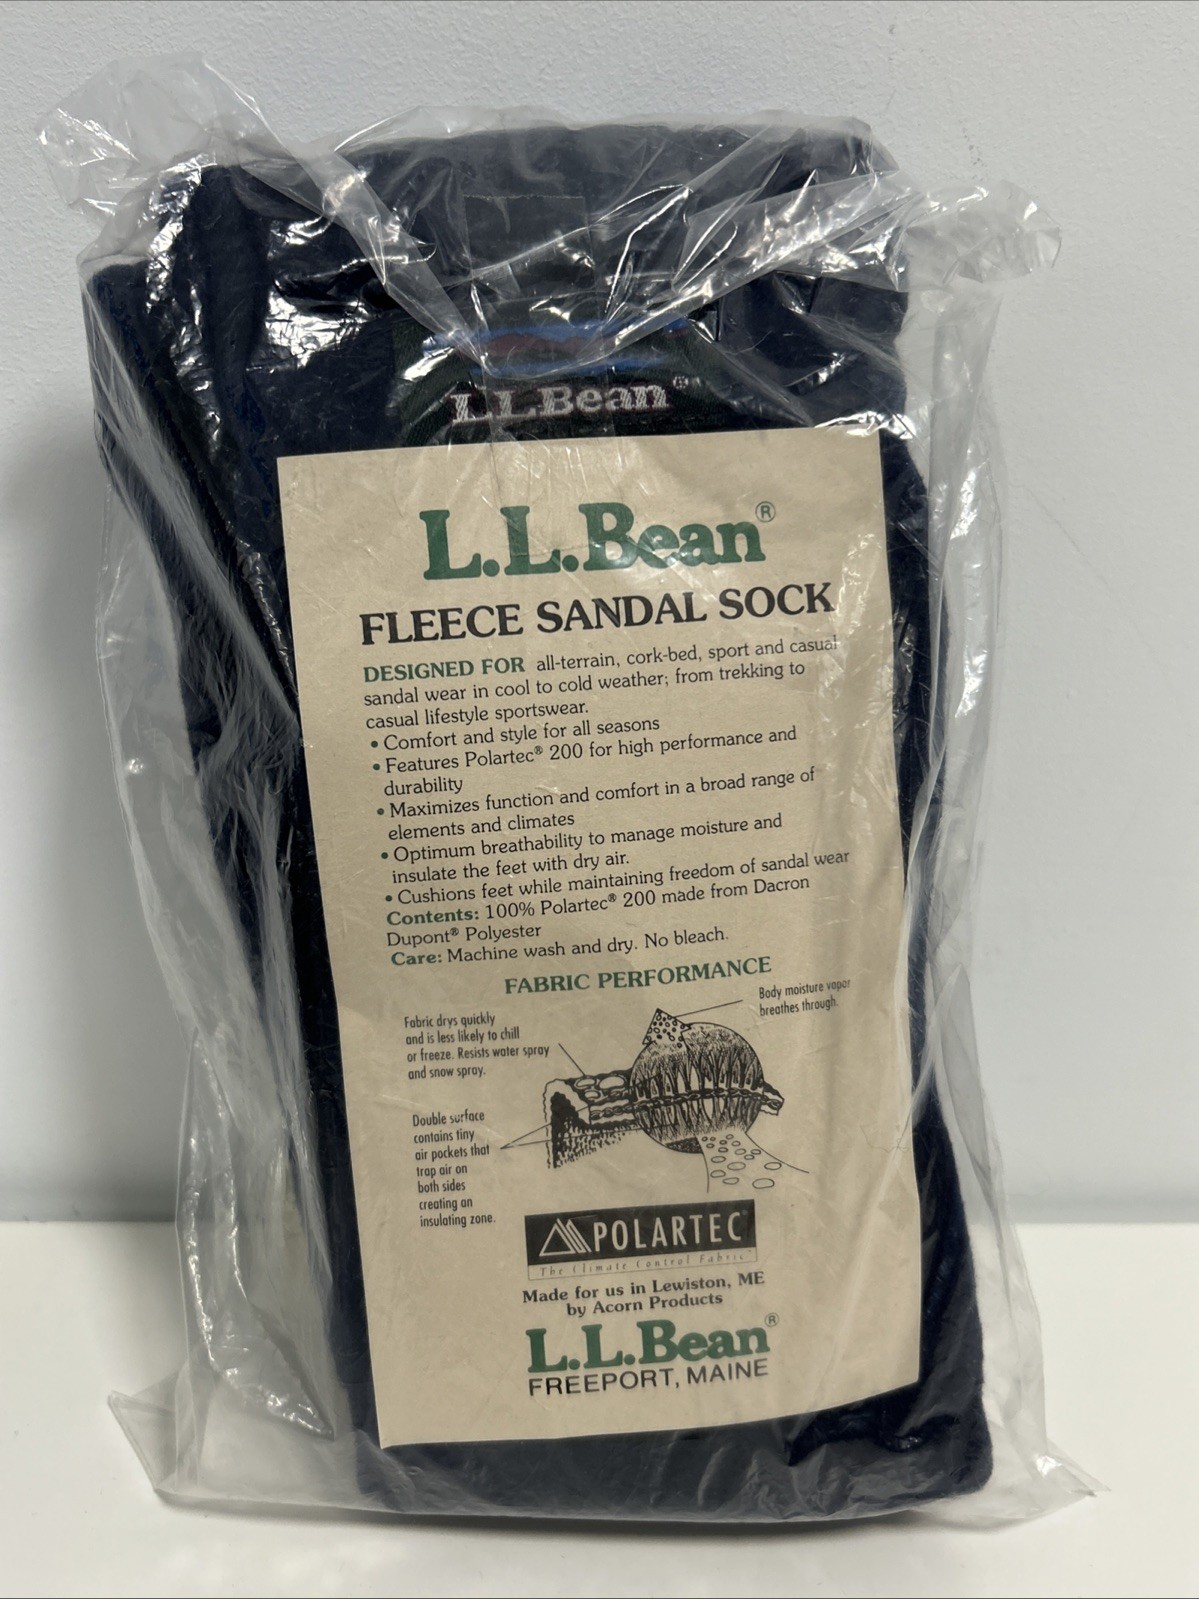 L.L.Bean®
L.L.Bean®
FLEECE SANDAL SOCK
DESIGNED FOR all-terrain, cork-bed, sport and casual
sandal wear in cool to cold weather; from trekking to
casual lifestyle sportswear.
• Comfort and style for all seasons
• Features Polartec® 200 for high performance and
durability
• Maximizes function and comfort in a broad range of
elements and climates
• Optimum breathability to manage moisture and
insulate the feet with dry air.
• Cushions feet while maintaining freedom of sandal wear
Contents: 100% Polartec® 200 made from Dacron
Dupont® Polyester
Care: Machine wash and dry. No bleach.
FABRIC PERFORMANCE
Body moisture vapor
breathes through.
Fabric drys quickly
and is less likely to chill
or freeze. Resists water spray
and snow spray.
Double surface
contains tiny
air pockets that
trap air on
both sides
creating an
insulating zone.
POLARTEC®
The Climate Control Fabric™
Made for us in Lewiston, ME
by Acorn Products
L.L.Bean®
FREEPORT, MAINE